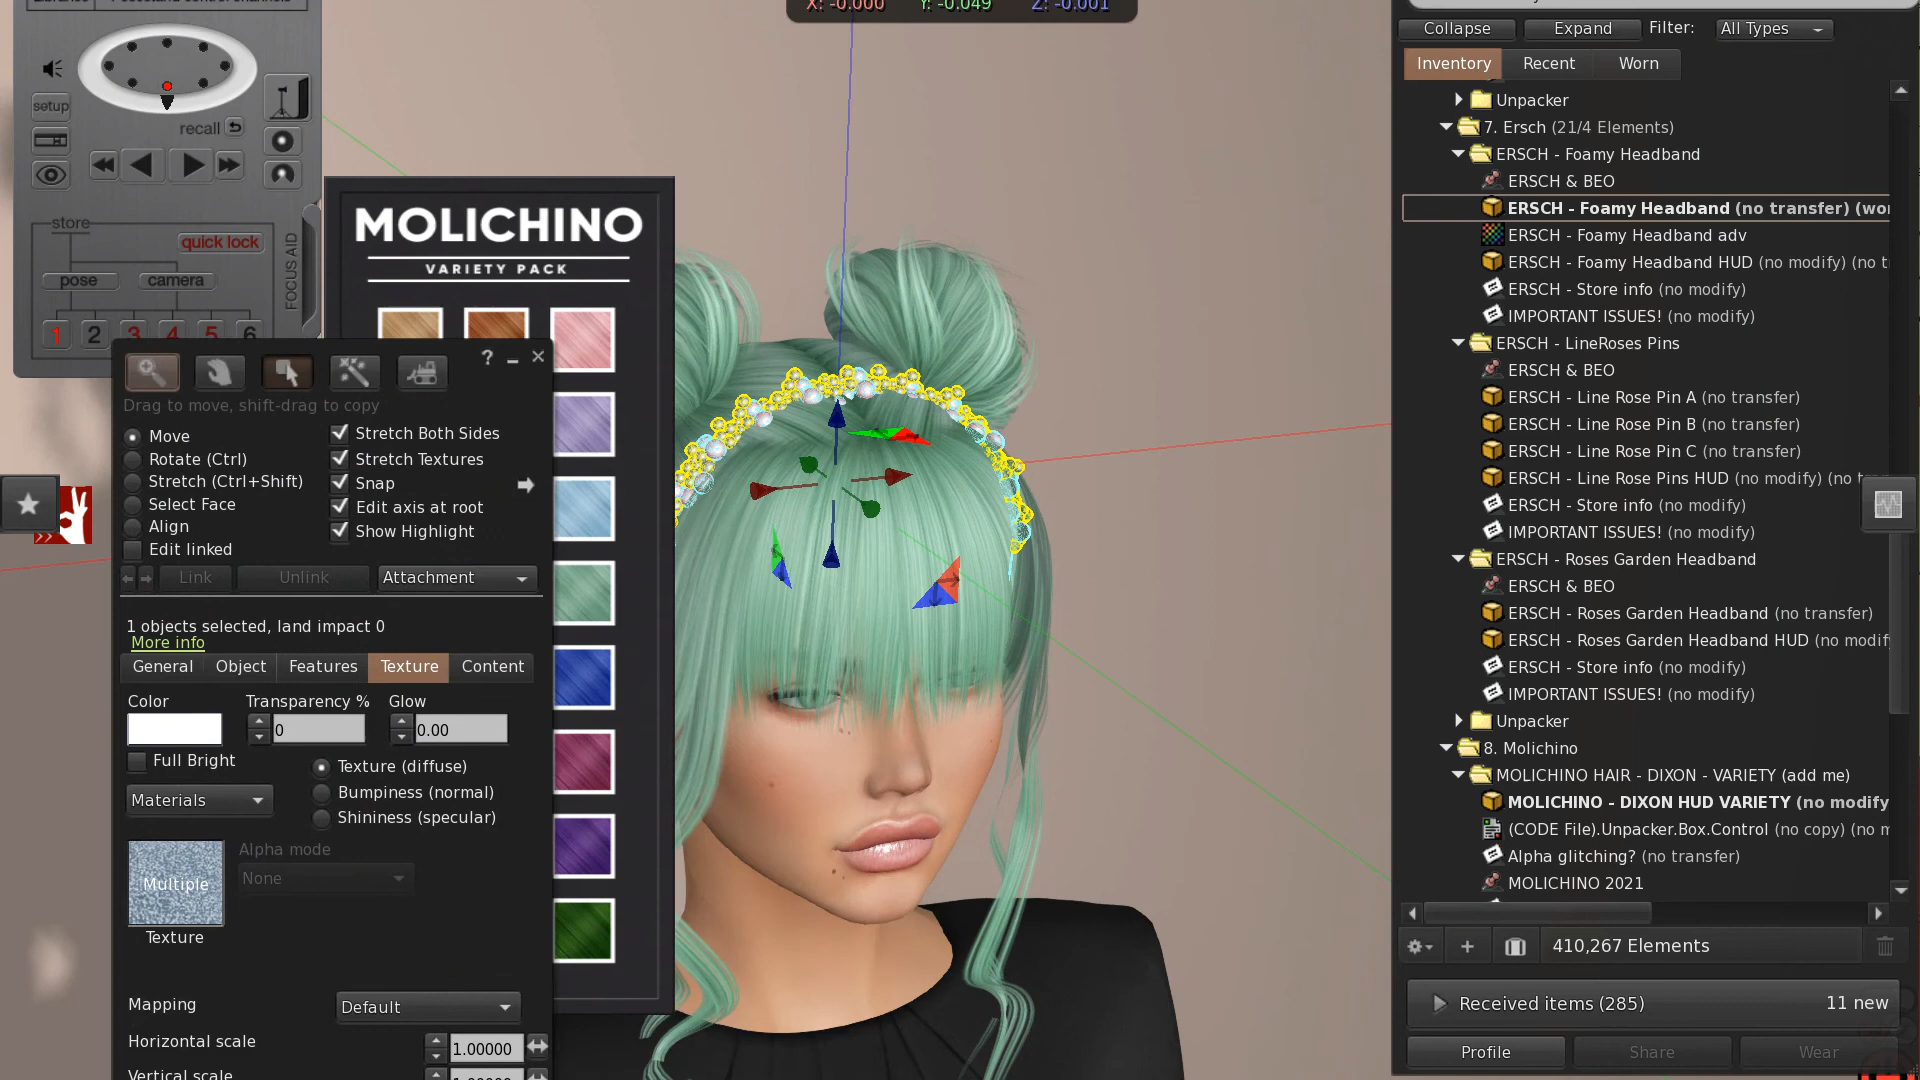 X: -0.000 Y: -0.049 Z: -0.001
setup
recall
store
quick lock
pose camera
FOCUS AID
1 2 3 4 5 6
MOLICHINO
VARIETY PACK
?
Drag to move, shift-drag to copy
Move
Rotate (Ctrl)
Stretch (Ctrl+Shift)
Select Face
Align
Edit linked
Stretch Both Sides
Stretch Textures
Snap
Edit axis at root
Show Highlight
Link Unlink Attachment
1 objects selected, land impact 0
More info
General Object Features Texture Content
Color Transparency % Glow
0 0.00
Full Bright
Materials
Texture (diffuse)
Bumpiness (normal)
Shininess (specular)
Multiple
Texture
Alpha mode
None
Mapping Default
Horizontal scale 1.00000
Vertical scale
Collapse Expand Filter: All Types
Inventory Recent Worn
Unpacker
7. Ersch (21/4 Elements)
ERSCH - Foamy Headband
ERSCH & BEO
ERSCH - Foamy Headband (no transfer) (wor
ERSCH - Foamy Headband adv
ERSCH - Foamy Headband HUD (no modify) (no t
ERSCH - Store info (no modify)
IMPORTANT ISSUES! (no modify)
ERSCH - LineRoses Pins
ERSCH & BEO
ERSCH - Line Rose Pin A (no transfer)
ERSCH - Line Rose Pin B (no transfer)
ERSCH - Line Rose Pin C (no transfer)
ERSCH - Line Rose Pins HUD (no modify) (no
ERSCH - Store info (no modify)
IMPORTANT ISSUES! (no modify)
ERSCH - Roses Garden Headband
ERSCH & BEO
ERSCH - Roses Garden Headband (no transfer)
ERSCH - Roses Garden Headband HUD (no modif
ERSCH - Store info (no modify)
IMPORTANT ISSUES! (no modify)
Unpacker
8. Molichino
MOLICHINO HAIR - DIXON - VARIETY (add me)
MOLICHINO - DIXON HUD VARIETY (no modify
(CODE File).Unpacker.Box.Control (no copy) (no m
Alpha glitching? (no transfer)
MOLICHINO 2021
410,267 Elements
Received items (285) 11 new
Profile Share Wear